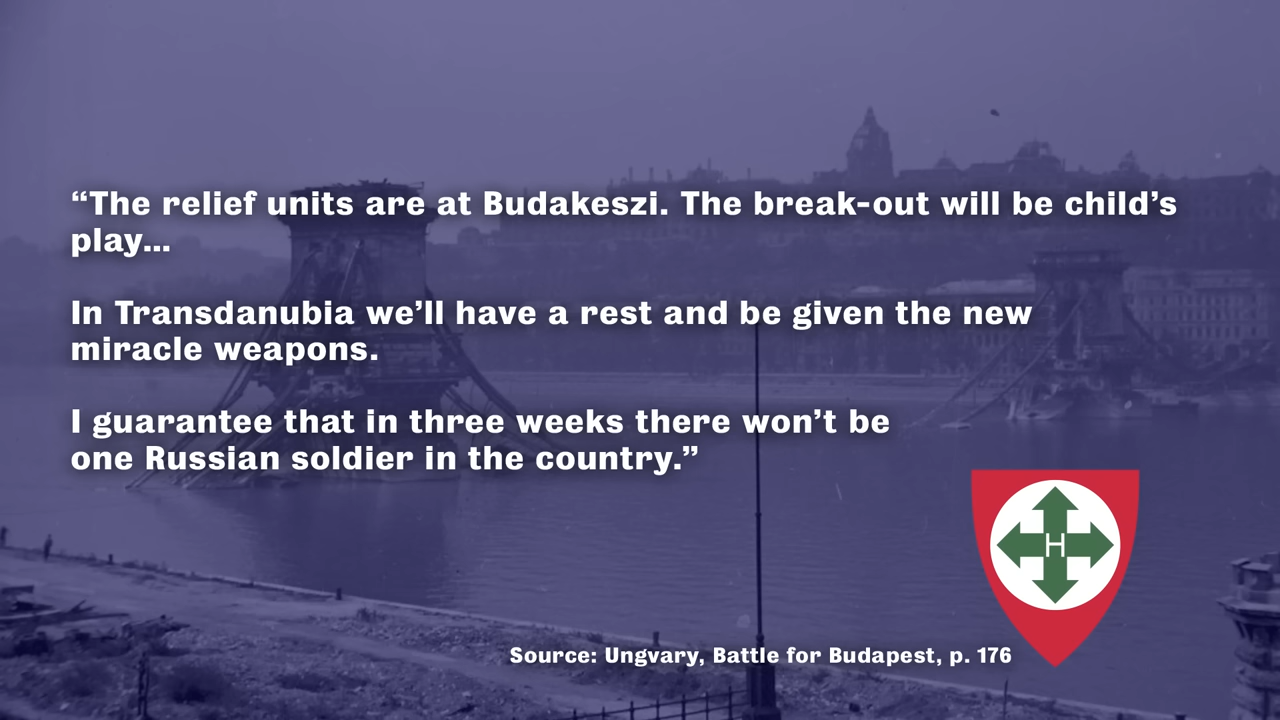 “The relief units are at Budakeszi. The break-out will be child’s
play...
In Transdanubia we’ll have a rest and be given the new
miracle weapons.
I guarantee that in three weeks there won’t be
one Russian soldier in the country.”
H
Source: Ungvary, Battle for Budapest, p. 176